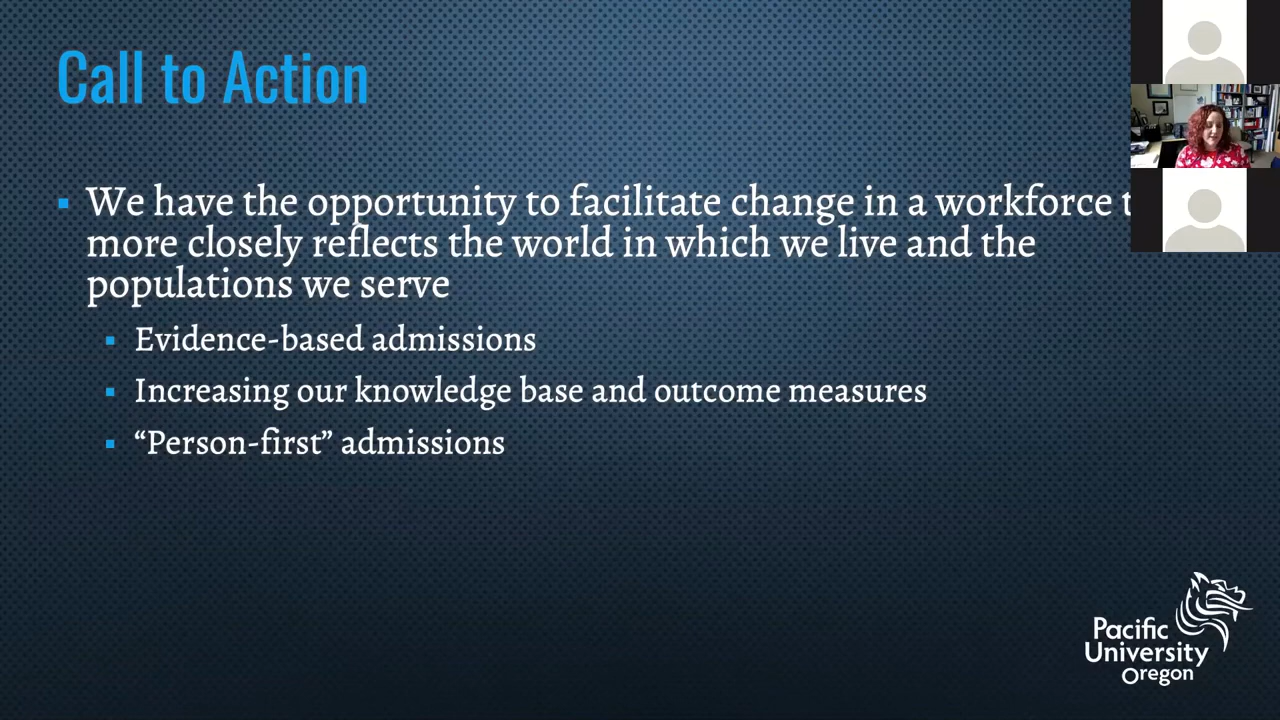 Call to Action
We have the opportunity to facilitate change in a workforce
more closely reflects the world in which we live and the
populations we serve
Evidence-based admissions
Increasing our knowledge base and outcome measures
“Person-first” admissions
Pacific
University
Oregon